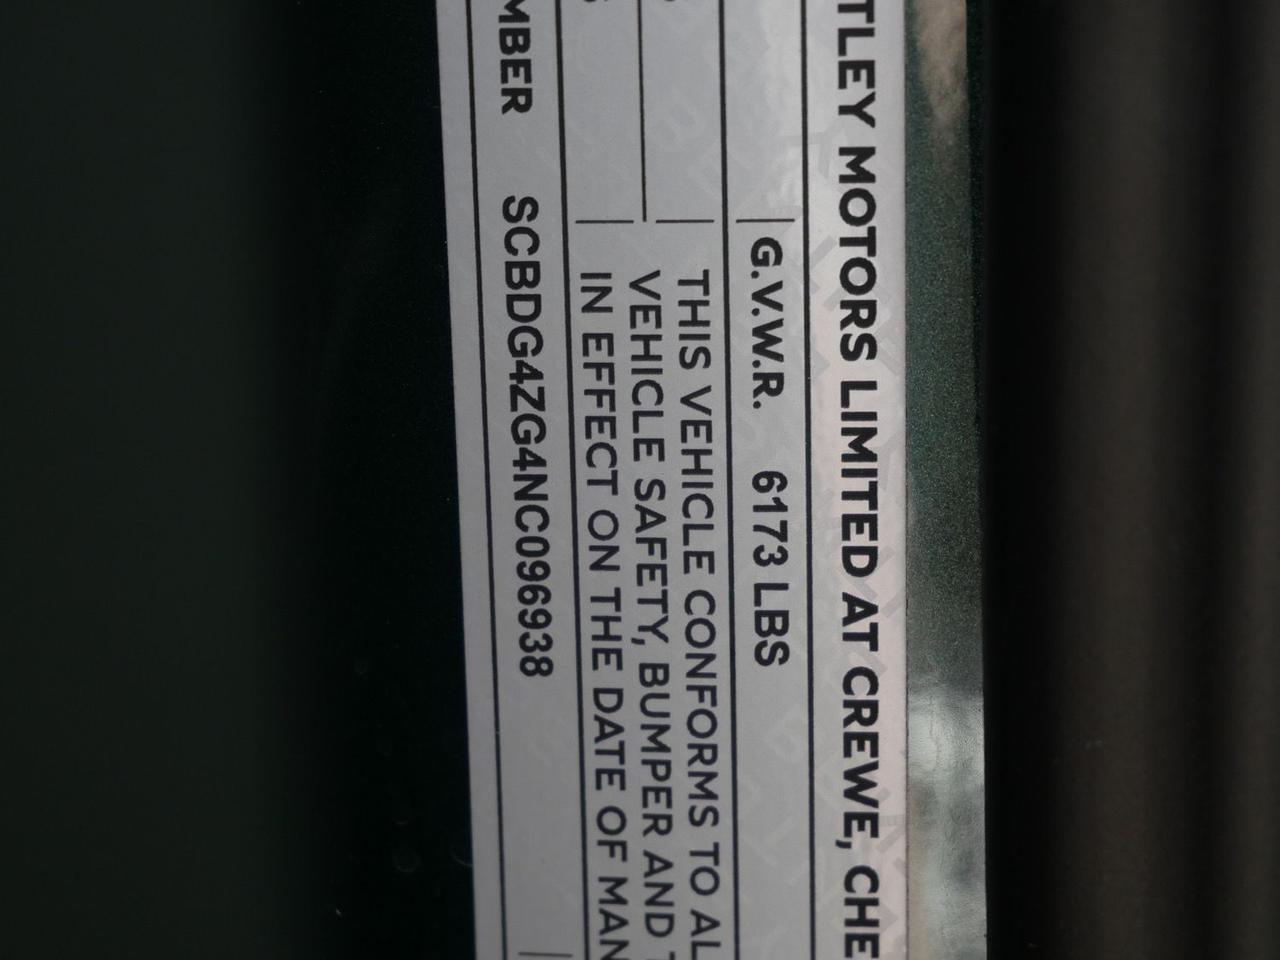 TLEY MOTORS LIMITED AT CREWE, CHE
G.V.W.R. 6173 LBS
THIS VEHICLE CONFORMS TO AL
VEHICLE SAFETY, BUMPER AND T
IN EFFECT ON THE DATE OF MAN
MBER SCBDG4ZG4NC096938